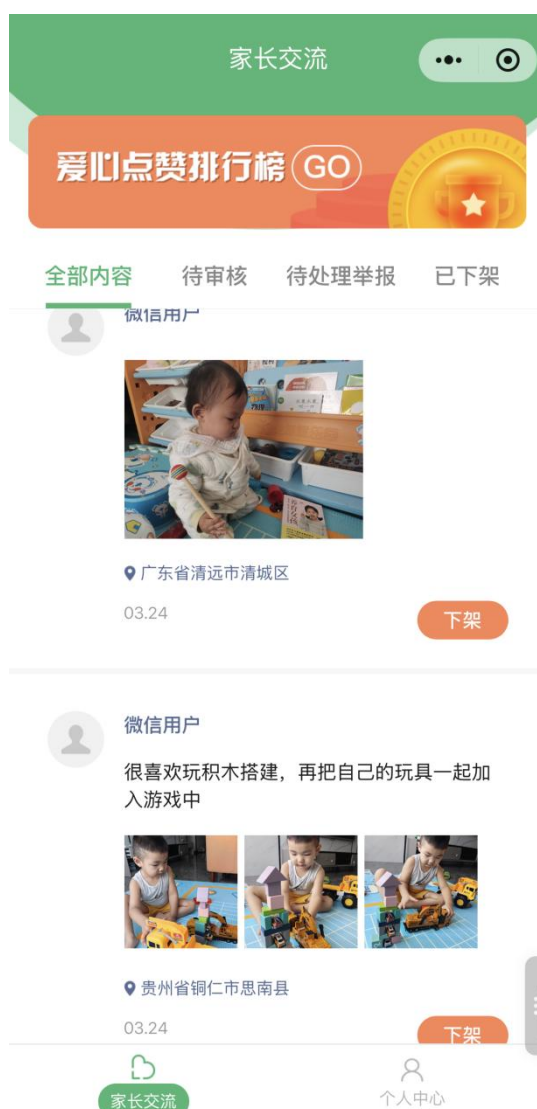 家长交流
爱心点赞排行榜 GO
全部内容 待审核 待处理举报 已下架
微信用户
广东省清远市清城区
03.24
下架
微信用户
很喜欢玩积木搭建，再把自己的玩具一起加
入游戏中
贵州省铜仁市思南县
03.24
下架
家长交流
个人中心